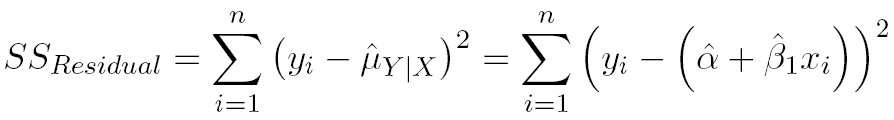 $SS_{Residual} = \sum_{i=1}^{n} \left( y_i - \hat{\mu}_{Y|X} \right)^2 = \sum_{i=1}^{n} \left( y_i - \left( \hat{\alpha} + \hat{\beta}_1 x_i \right) \right)^2$